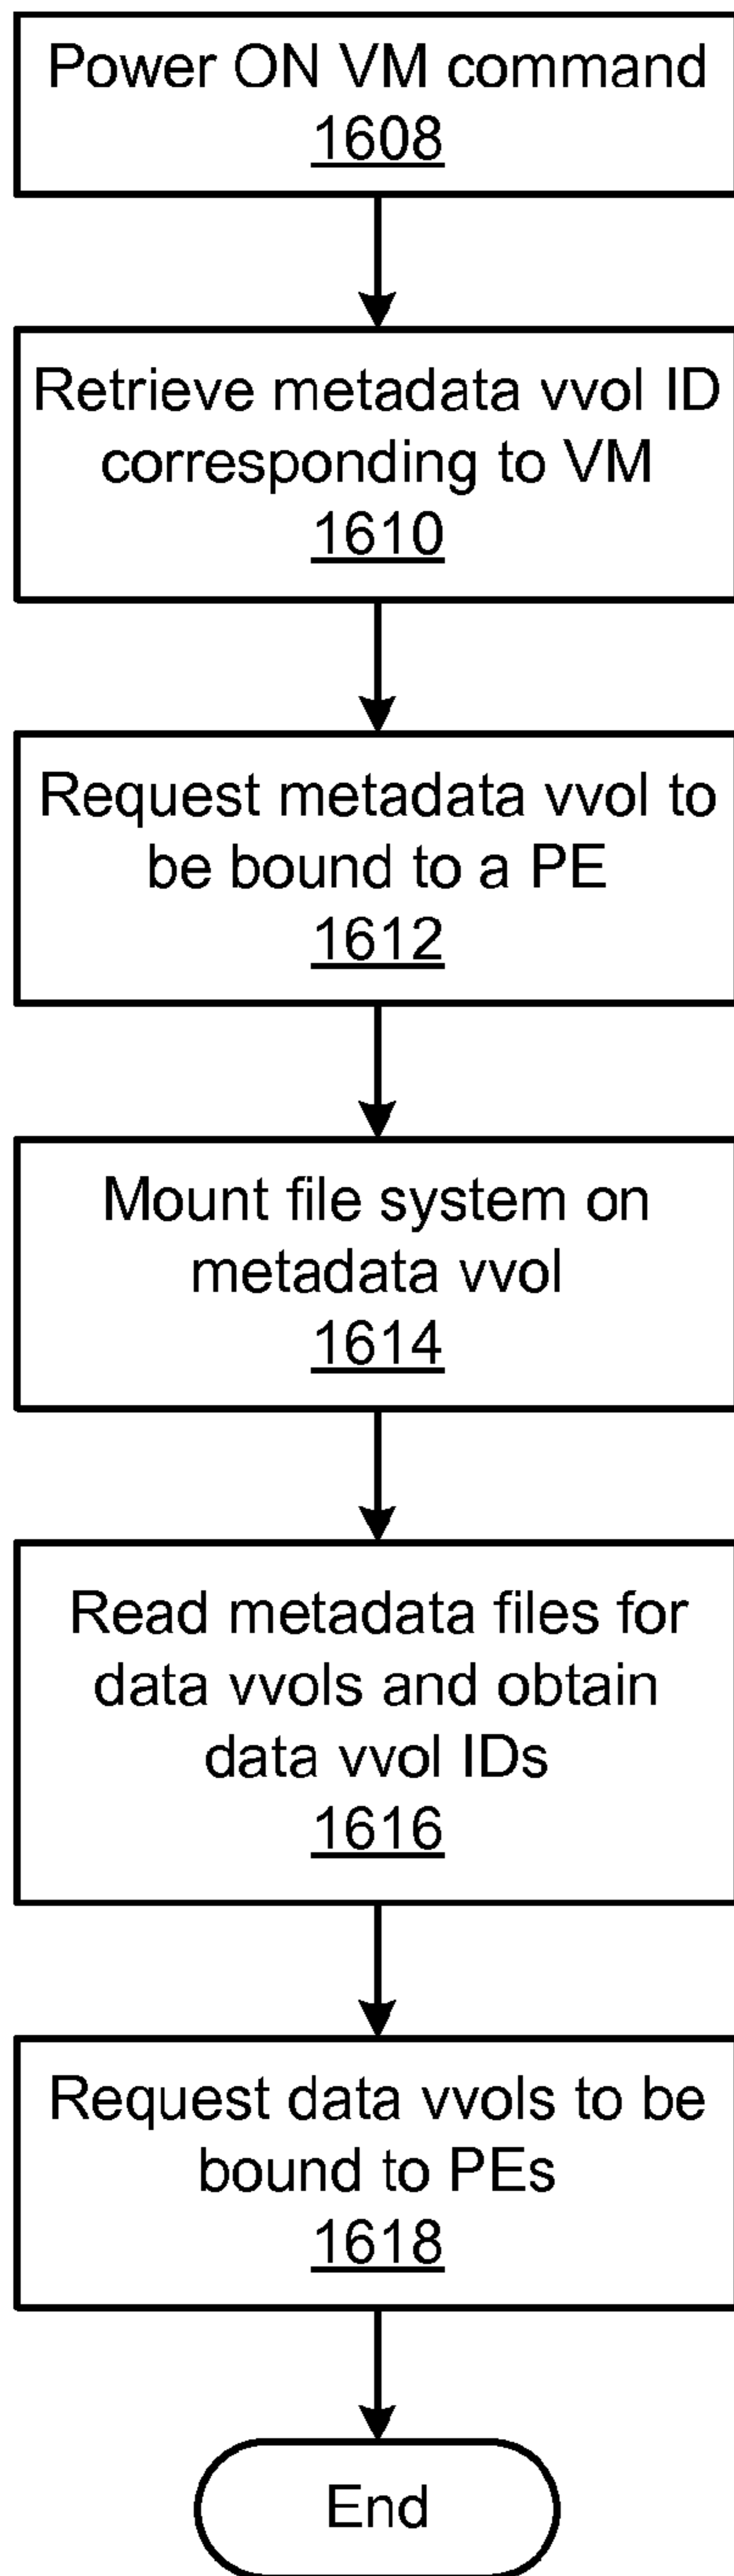 Power ON VM command
1608
Retrieve metadata vvol ID
corresponding to VM
1610
Request metadata vvol to
be bound to a PE
1612
Mount file system on
metadata vvol
1614
Read metadata files for
data vvols and obtain
data vvol IDs
1616
Request data vvols to be
bound to PEs
1618
End